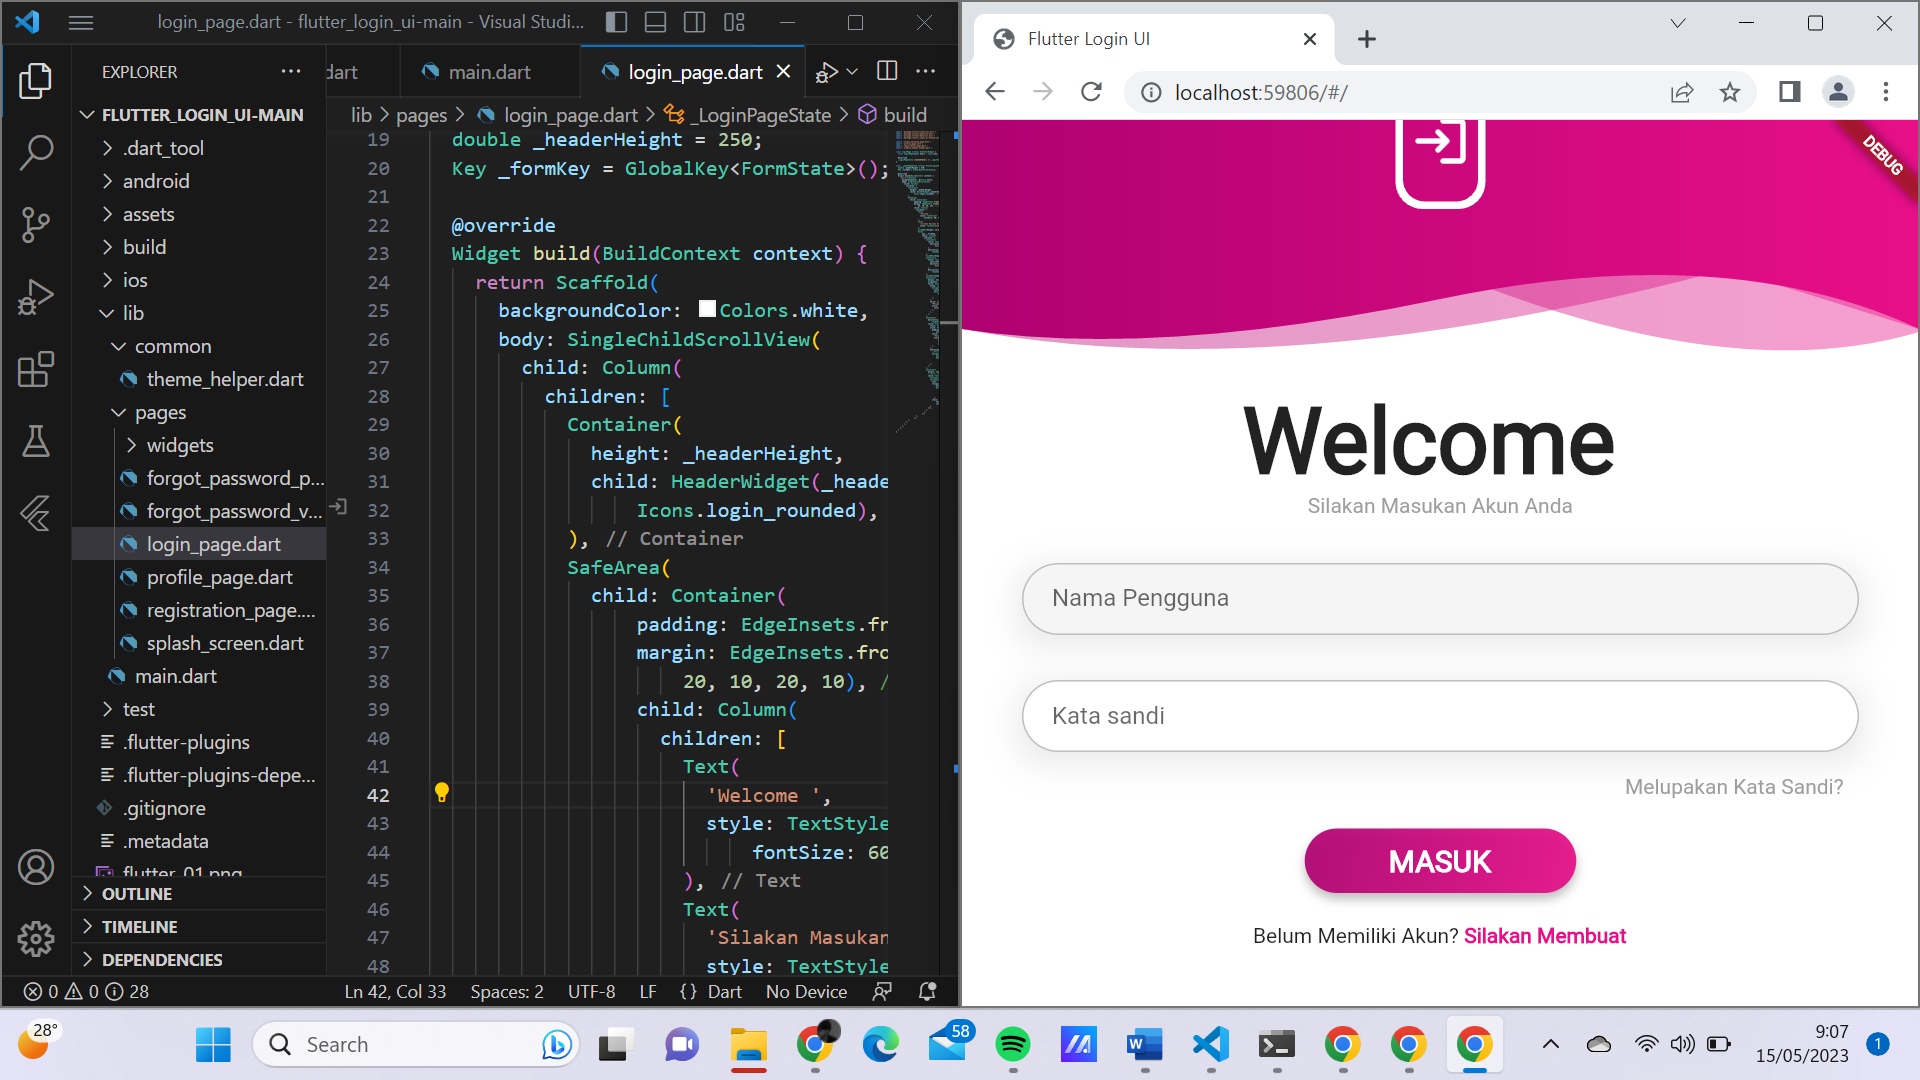 login_page.dart - flutter_login_ui-main - Visual Studi...
EXPLORER
dart
main.dart
login_page.dart
FLUTTER_LOGIN_UI-MAIN
lib > pages > login_page.dart > _LoginPageState > build
.dart_tool
android
assets
build
ios
lib
common
theme_helper.dart
pages
widgets
forgot_password_p...
forgot_password_v...
login_page.dart
profile_page.dart
registration_page....
splash_screen.dart
main.dart
test
.flutter-plugins
.flutter-plugins-depe...
.gitignore
.metadata
flutter_01.png
OUTLINE
TIMELINE
DEPENDENCIES
19 double _headerHeight = 250;
20 Key _formKey = GlobalKey<FormState>();
21
22 @override
23 Widget build(BuildContext context) {
24 return Scaffold(
25 backgroundColor: Colors.white,
26 body: SingleChildScrollView(
27 child: Column(
28 children: [
29 Container(
30 height: _headerHeight,
31 child: HeaderWidget(_heade
32 Icons.login_rounded),
33 ), // Container
34 SafeArea(
35 child: Container(
36 padding: EdgeInsets.fr
37 margin: EdgeInsets.fro
38 20, 10, 20, 10), /
39 child: Column(
40 children: [
41 Text(
42 'Welcome ',
43 style: TextStyle
44 fontSize: 60
45 ), // Text
46 Text(
47 'Silakan Masukan
48 style: TextStyle
0 0 28
Ln 42, Col 33 Spaces: 2 UTF-8 LF {} Dart No Device
Flutter Login UI
localhost:59806/#/
DEBUG
Welcome
Silakan Masukan Akun Anda
Nama Pengguna
Kata sandi
Melupakan Kata Sandi?
MASUK
Belum Memiliki Akun? Silakan Membuat
28°
Search
58
9:07
15/05/2023
1